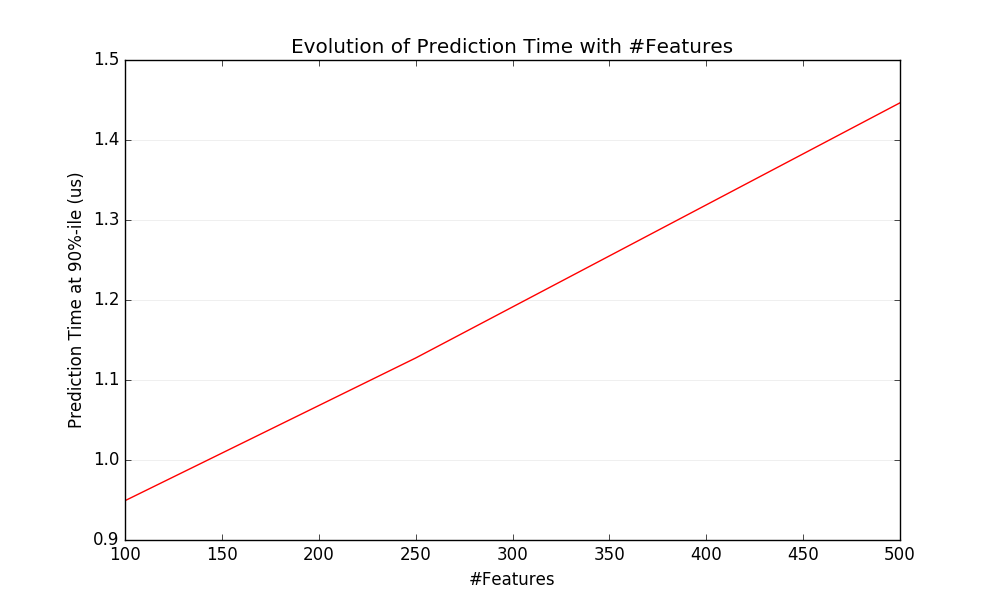 Evolution of Prediction Time with #Features
1.5
1.4
1.3
1.2
1.1
1.0
0.9
Prediction Time at 90%-ile (us)
100 150 200 250 300 350 400 450 500
#Features